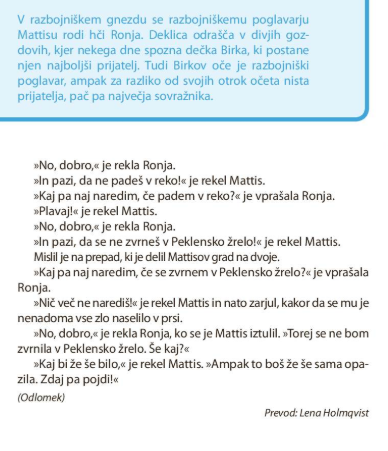 V razbojniškem gnezdu se razbojniškemu poglavarju
Mattisu rodi hči Ronja. Deklica odrašča v divjih goz-
dovih, kjer nekega dne spozna dečka Birka, ki postane
njen najboljši prijatelj. Tudi Birkov oče je razbojniški
poglavar, ampak za razliko od svojih otrok očeta nista
prijatelja, pač pa največja sovražnika.
»No, dobro,« je rekla Ronja.
»In pazi, da ne padeš v reko!« je rekel Mattis.
»Kaj pa naj naredim, če padem v reko?« je vprašala Ronja.
»Plavaj!« je rekel Mattis.
»No, dobro,« je rekla Ronja.
»In pazi, da se ne zvrneš v Peklensko žrelo!« je rekel Mattis.
Mislil je na prepad, ki je delil Mattisov grad na dvoje.
»Kaj pa naj naredim, če se zvrnem v Peklensko žrelo?« je vprašala
Ronja.
»Nič več ne narediš!« je rekel Mattis in nato zarjul, kakor da se mu je
nenadoma vse zlo naselilo v prsi.
»No, dobro,« je rekla Ronja, ko se je Mattis iztulil. »Torej se ne bom
zvrnila v Peklensko žrelo. Še kaj?«
»Kaj bi že še bilo,« je rekel Mattis. »Ampak to boš že še sama opa-
zila. Zdaj pa pojdi!«
(Odlomek)
Prevod: Lena Holmqvist